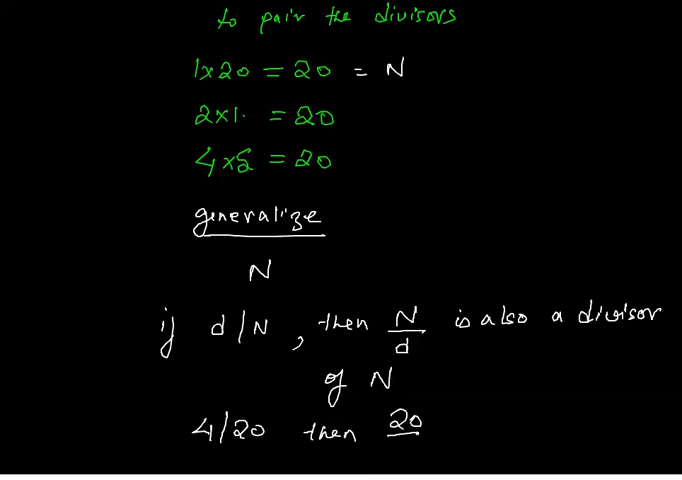 to pair the divisors
1x20 = 20 = N
2x1. = 20
4x5 = 20
generalize
N
if d/N, then N/d is also a divisor
of N
4/20 then 20